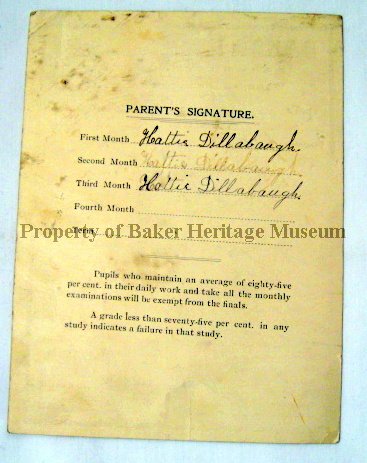 PARENT'S SIGNATURE.
First Month Hattie Dillabaugh.
Second Month Hattie Dillabaugh.
Third Month Hattie Dillabaugh.
Fourth Month
Term
Property of Baker Heritage Museum
Pupils who maintain an average of eighty-five
per cent. in their daily work and take all the monthly
examinations will be exempt from the finals.
A grade less than seventy-five per cent. in any
study indicates a failure in that study.